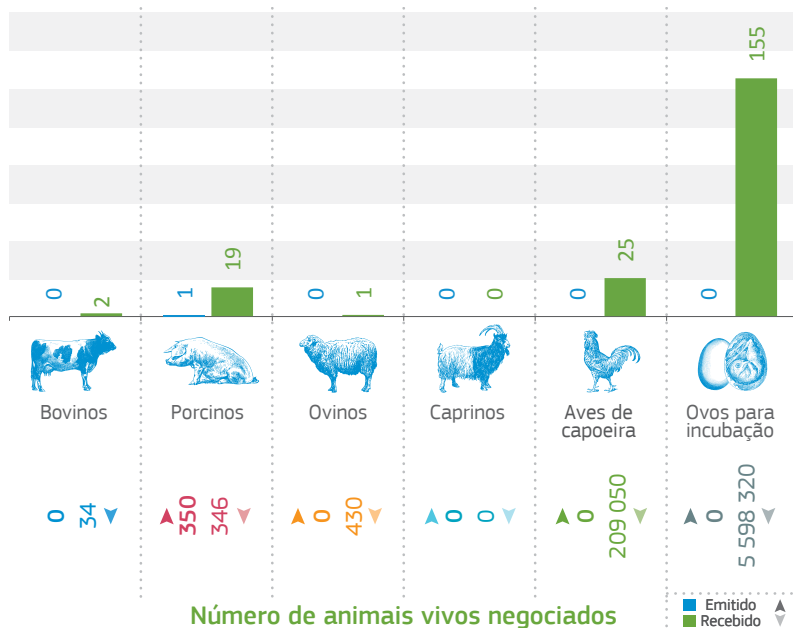 0
2
1
19
0
1
0
0
0
25
0
155
Bovinos
Porcinos
Ovinos
Caprinos
Aves de
capoeira
Ovos para
incubação
0
34
350
346
0
430
0
0
0
209 050
0
5 598 320
Número de animais vivos negociados
Emitido
Recebido